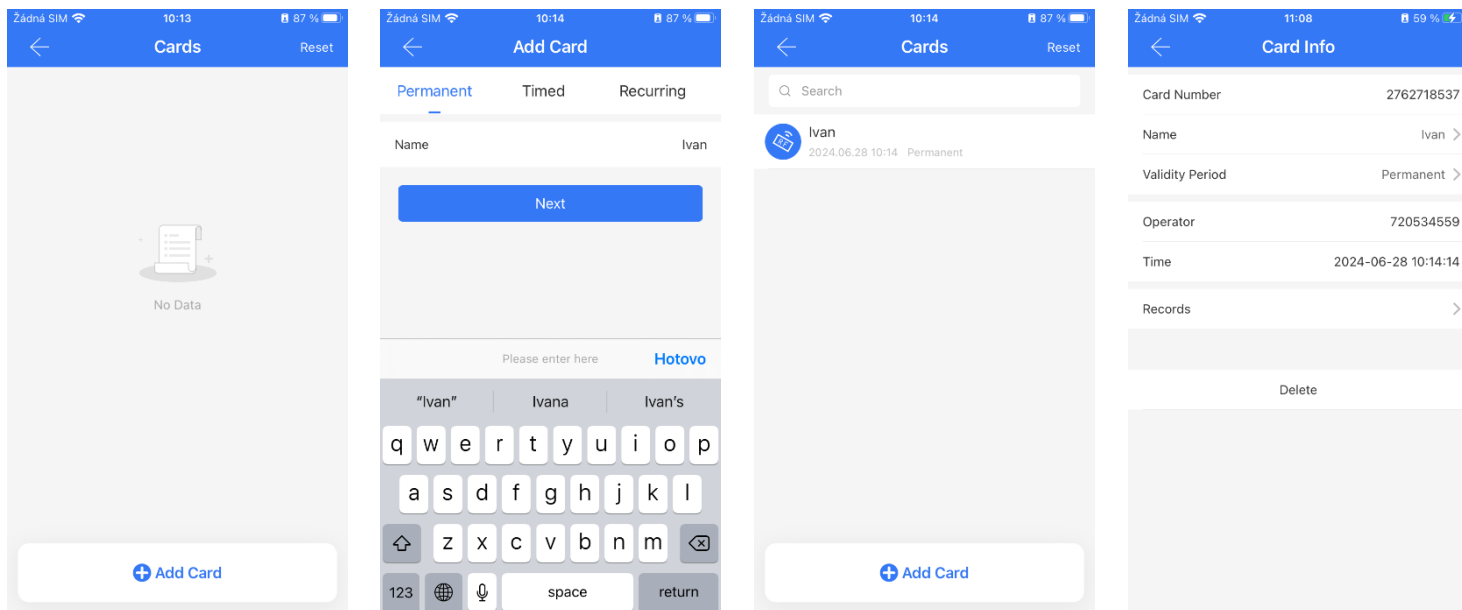 Žádná SIM 10:13 87 %
Cards Reset
No Data
Add Card
Žádná SIM 10:14 87 %
Add Card
Permanent Timed Recurring
Name Ivan
Next
Please enter here Hotovo
"Ivan" Ivana Ivan's
q w e r t y u i o p
a s d f g h j k l
z x c v b n m
123 space return
Žádná SIM 10:14 87 %
Cards Reset
Search
Ivan
2024.06.28 10:14 Permanent
Add Card
Žádná SIM 11:08 59 %
Card Info
Card Number 2762718537
Name Ivan
Validity Period Permanent
Operator 720534559
Time 2024-06-28 10:14:14
Records
Delete